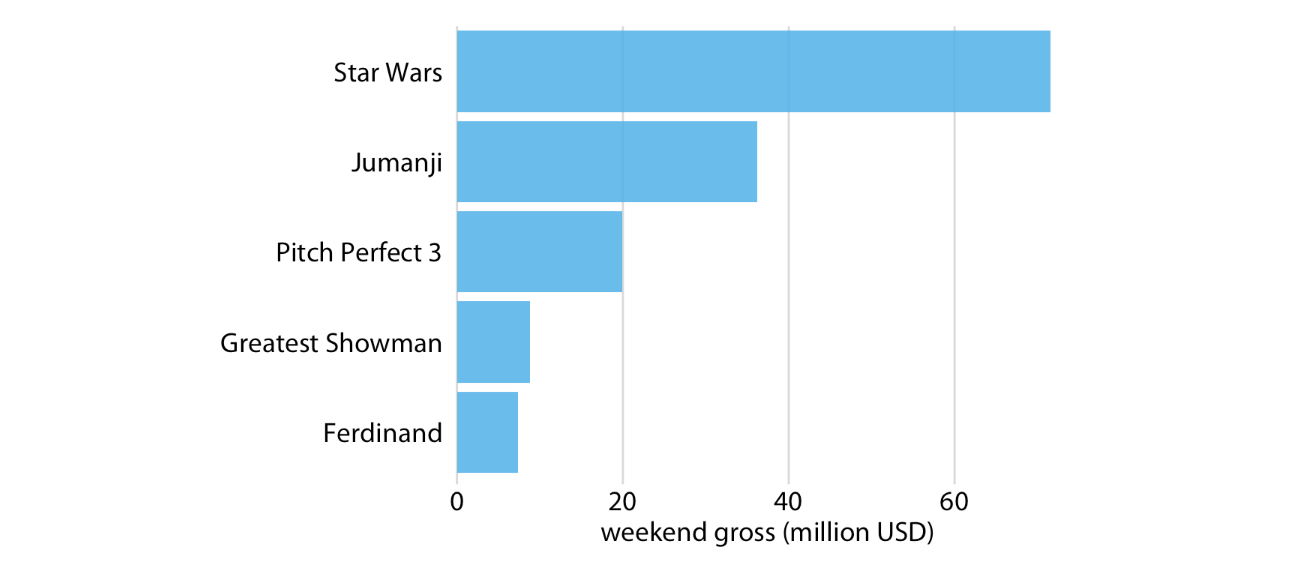 Star Wars
Jumanji
Pitch Perfect 3
Greatest Showman
Ferdinand
0 20 40 60
weekend gross (million USD)